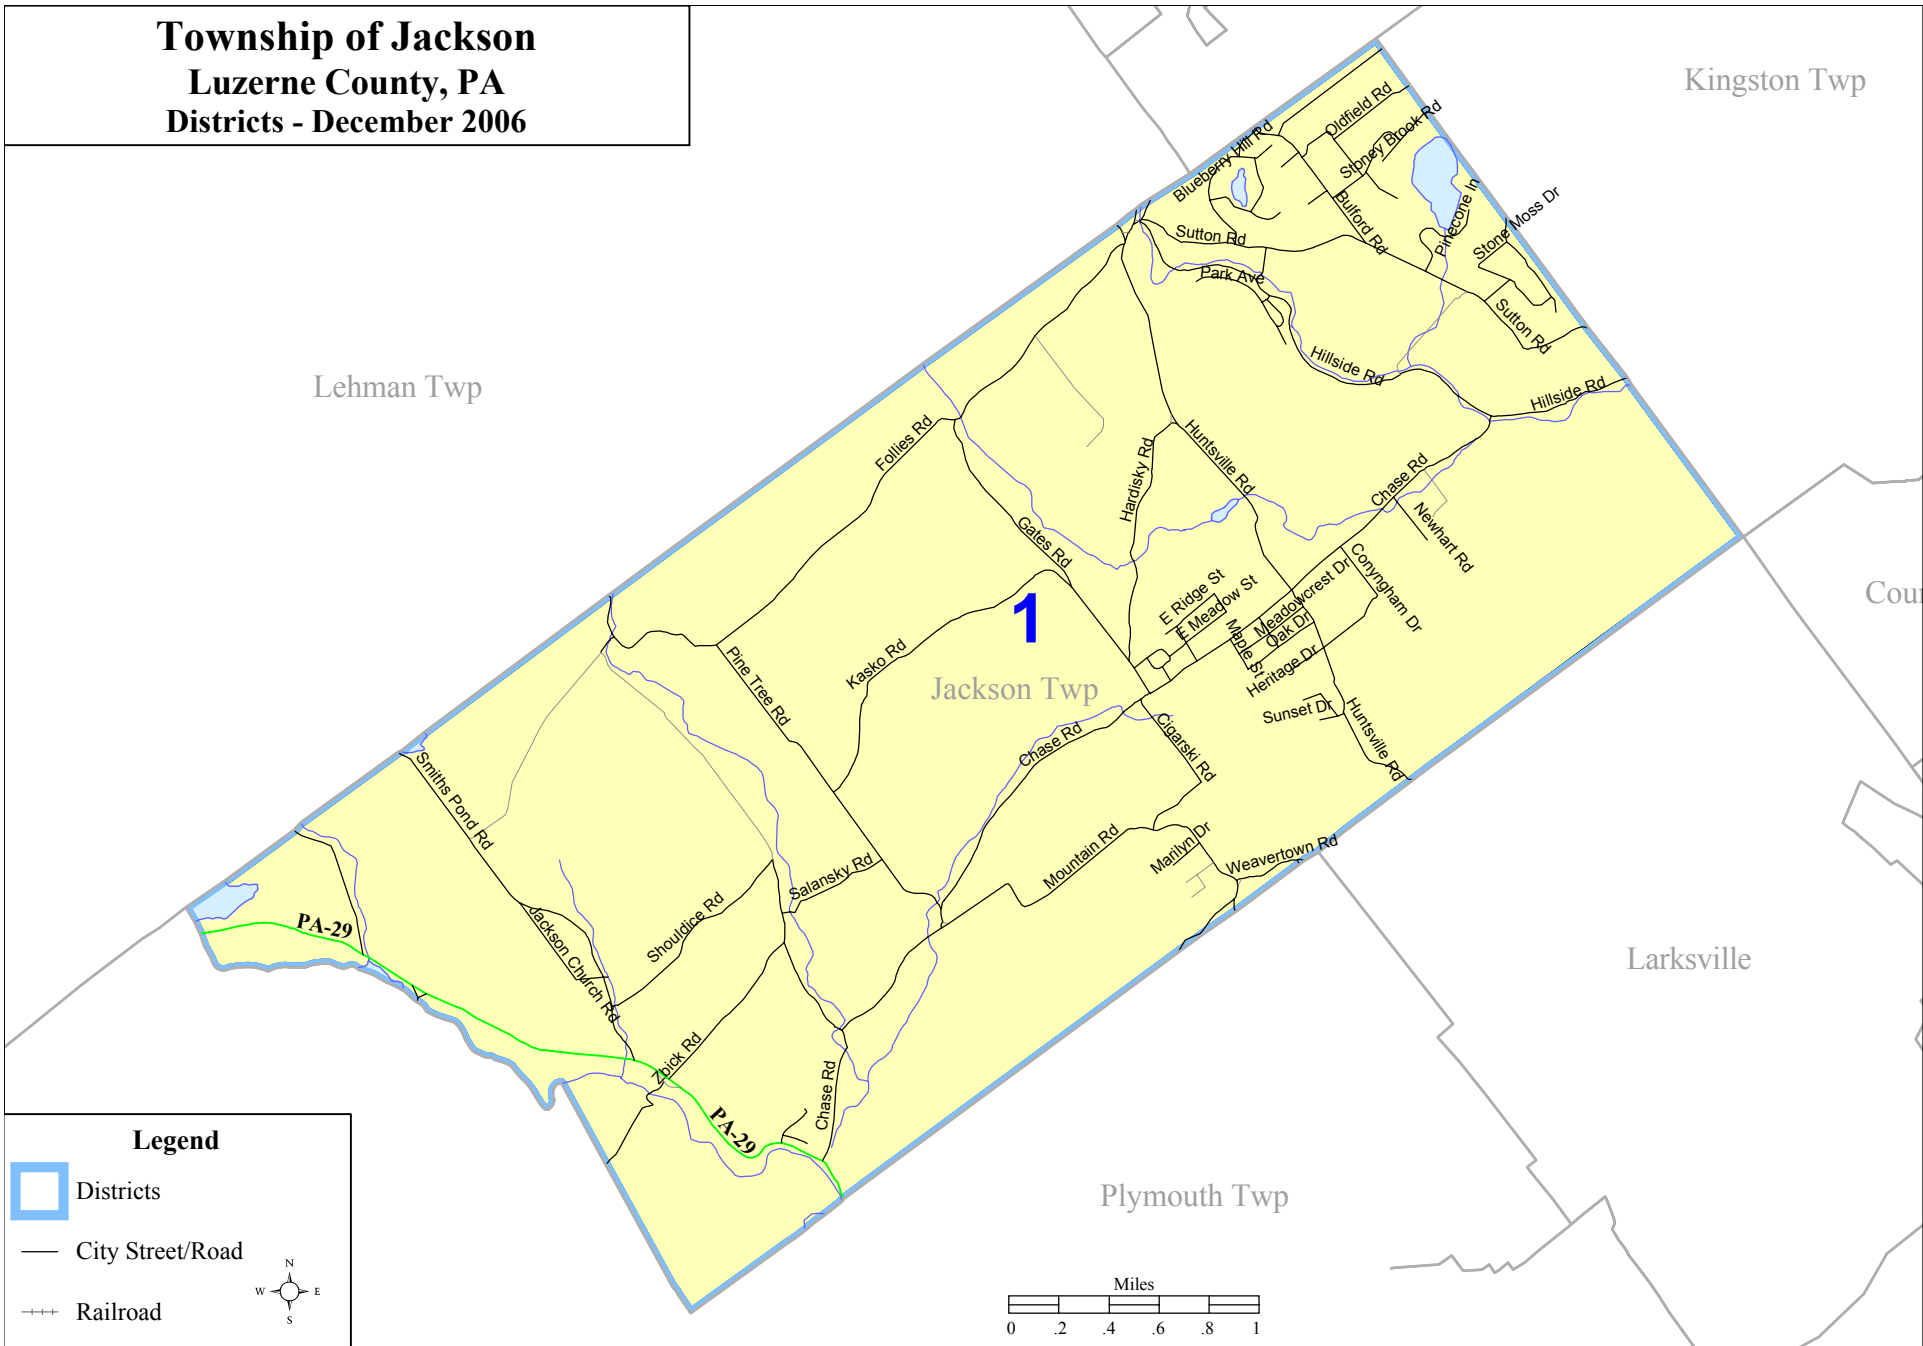 Township of Jackson
Luzerne County, PA
Districts - December 2006
Kingston Twp
Oldfield Rd
Stoney Brook Rd
Blueberry Hill Rd
Bulford Rd
Pinecone ln
Stone Moss Dr
Sutton Rd
Park Ave
Sutton Rd
Hillside Rd
Hillside Rd
Lehman Twp
Follies Rd
Huntsville Rd
Hardisky Rd
Chase Rd
Newhart Rd
Gates Rd
Conyngham Dr
E Ridge St
E Meadow St
Meadowcrest Dr
Oak Dr
Maple St
Heritage Dr
1
Cour
Kasko Rd
Pine Tree Rd
Jackson Twp
Sunset Dr
Huntsville Rd
Chase Rd
Cigarski Rd
Smiths Pond Rd
Mountain Rd
Marilyn Dr
Weavertown Rd
Salansky Rd
Shouldice Rd
PA-29
Jackson Church Rd
Larksville
Zbick Rd
Chase Rd
PA-29
Plymouth Twp
Legend
Districts
City Street/Road
Railroad
N
W E
S
Miles
0 .2 .4 .6 .8 1